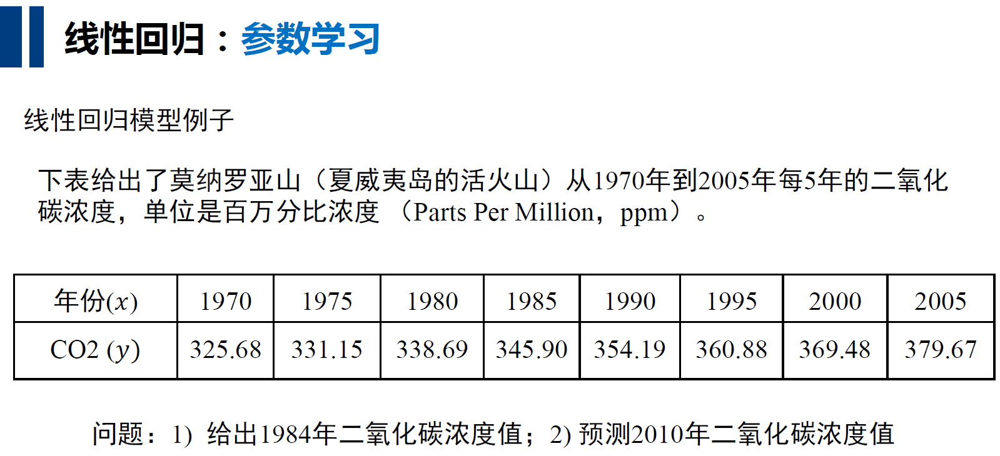 线性回归：参数学习
线性回归模型例子
下表给出了莫纳罗亚山（夏威夷岛的活火山）从1970年到2005年每5年的二氧化
碳浓度，单位是百万分比浓度 （Parts Per Million，ppm）。
年份(x) 1970 1975 1980 1985 1990 1995 2000 2005
CO2 (y) 325.68 331.15 338.69 345.90 354.19 360.88 369.48 379.67
问题：1) 给出1984年二氧化碳浓度值；2) 预测2010年二氧化碳浓度值